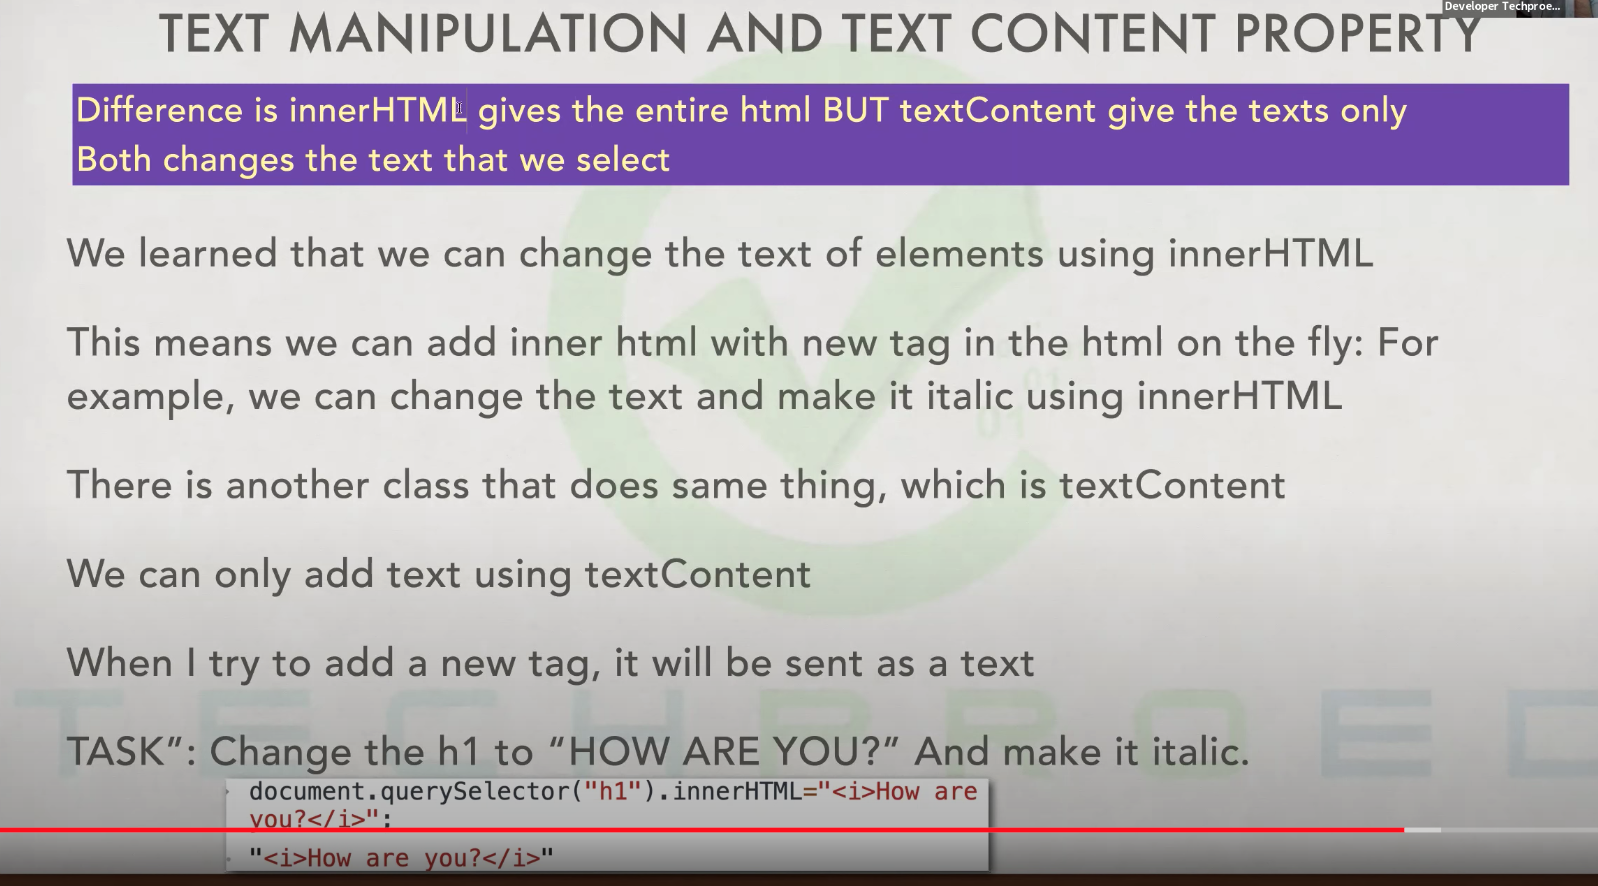 Developer Techproe...
TEXT MANIPULATION AND TEXT CONTENT PROPERTY
Difference is innerHTML gives the entire html BUT textContent give the texts only
Both changes the text that we select
We learned that we can change the text of elements using innerHTML
This means we can add inner html with new tag in the html on the fly: For
example, we can change the text and make it italic using innerHTML
There is another class that does same thing, which is textContent
We can only add text using textContent
When I try to add a new tag, it will be sent as a text
TECHPROED
TASK”: Change the h1 to “HOW ARE YOU?” And make it italic.
document.querySelector("h1").innerHTML="<i>How are
you?</i>";
"<i>How are you?</i>"